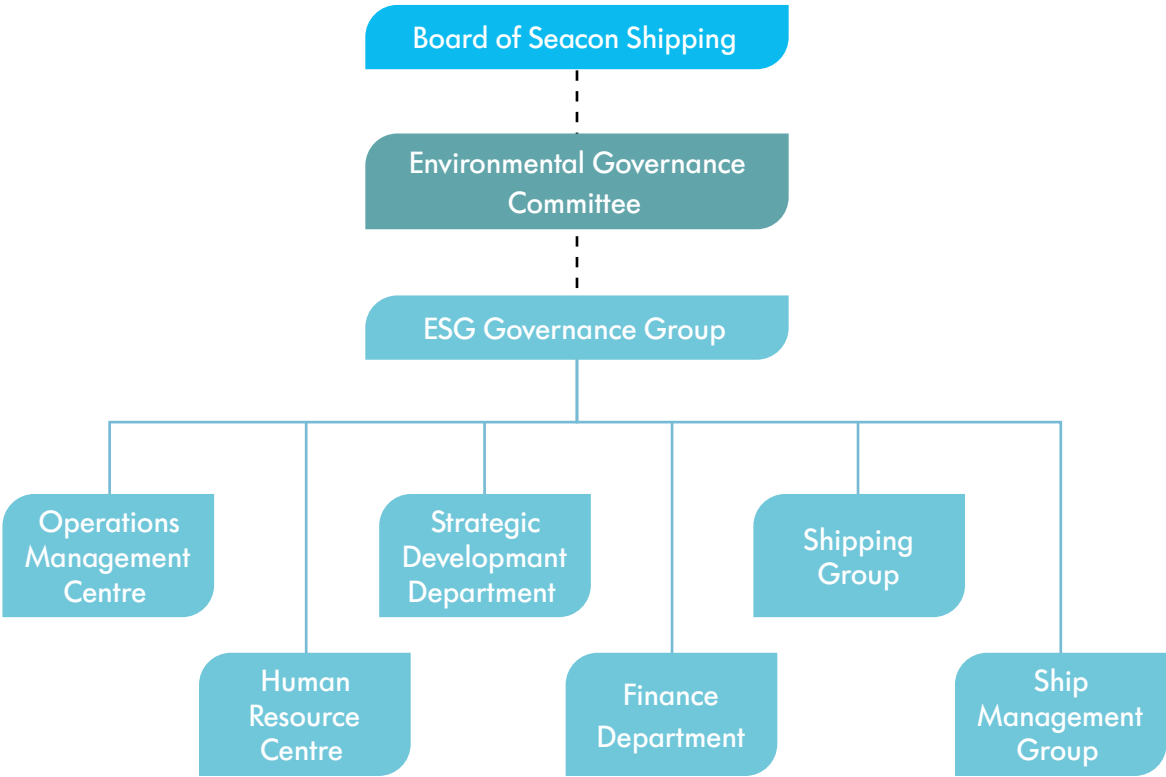 Board of Seacon Shipping
Environmental Governance
Committee
ESG Governance Group
Operations
Management
Centre
Strategic
Developmant
Department
Shipping
Group
Human
Resource
Centre
Finance
Department
Ship
Management
Group